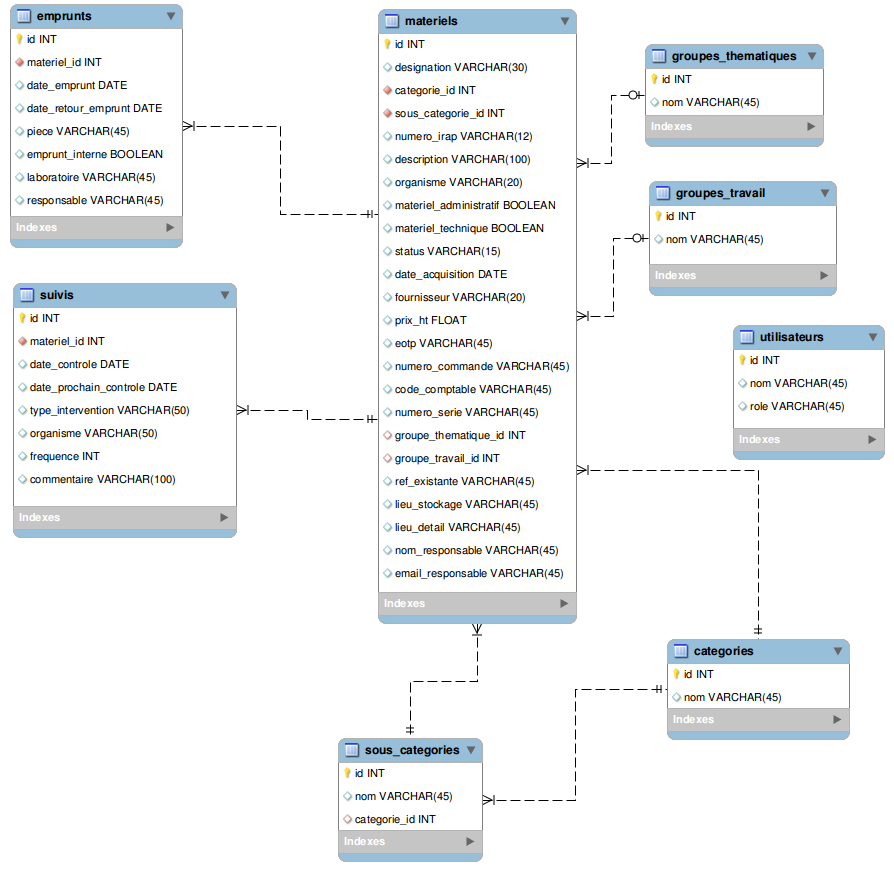 emprunts
id INT
materiel_id INT
date_emprunt DATE
date_retour_emprunt DATE
piece VARCHAR(45)
emprunt_interne BOOLEAN
laboratoire VARCHAR(45)
responsable VARCHAR(45)
Indexes
suivis
id INT
materiel_id INT
date_controle DATE
date_prochain_controle DATE
type_intervention VARCHAR(50)
organisme VARCHAR(50)
frequence INT
commentaire VARCHAR(100)
Indexes
materiels
id INT
designation VARCHAR(30)
categorie_id INT
sous_categorie_id INT
numero_irap VARCHAR(12)
description VARCHAR(100)
organisme VARCHAR(20)
materiel_administratif BOOLEAN
materiel_technique BOOLEAN
status VARCHAR(15)
date_acquisition DATE
fournisseur VARCHAR(20)
prix_ht FLOAT
eotp VARCHAR(45)
numero_commande VARCHAR(45)
code_comptable VARCHAR(45)
numero_serie VARCHAR(45)
groupe_thematique_id INT
groupe_travail_id INT
ref_existante VARCHAR(45)
lieu_stockage VARCHAR(45)
lieu_detail VARCHAR(45)
nom_responsable VARCHAR(45)
email_responsable VARCHAR(45)
Indexes
groupes_thematiques
id INT
nom VARCHAR(45)
Indexes
groupes_travail
id INT
nom VARCHAR(45)
Indexes
utilisateurs
id INT
nom VARCHAR(45)
role VARCHAR(45)
Indexes
categories
id INT
nom VARCHAR(45)
Indexes
sous_categories
id INT
nom VARCHAR(45)
categorie_id INT
Indexes